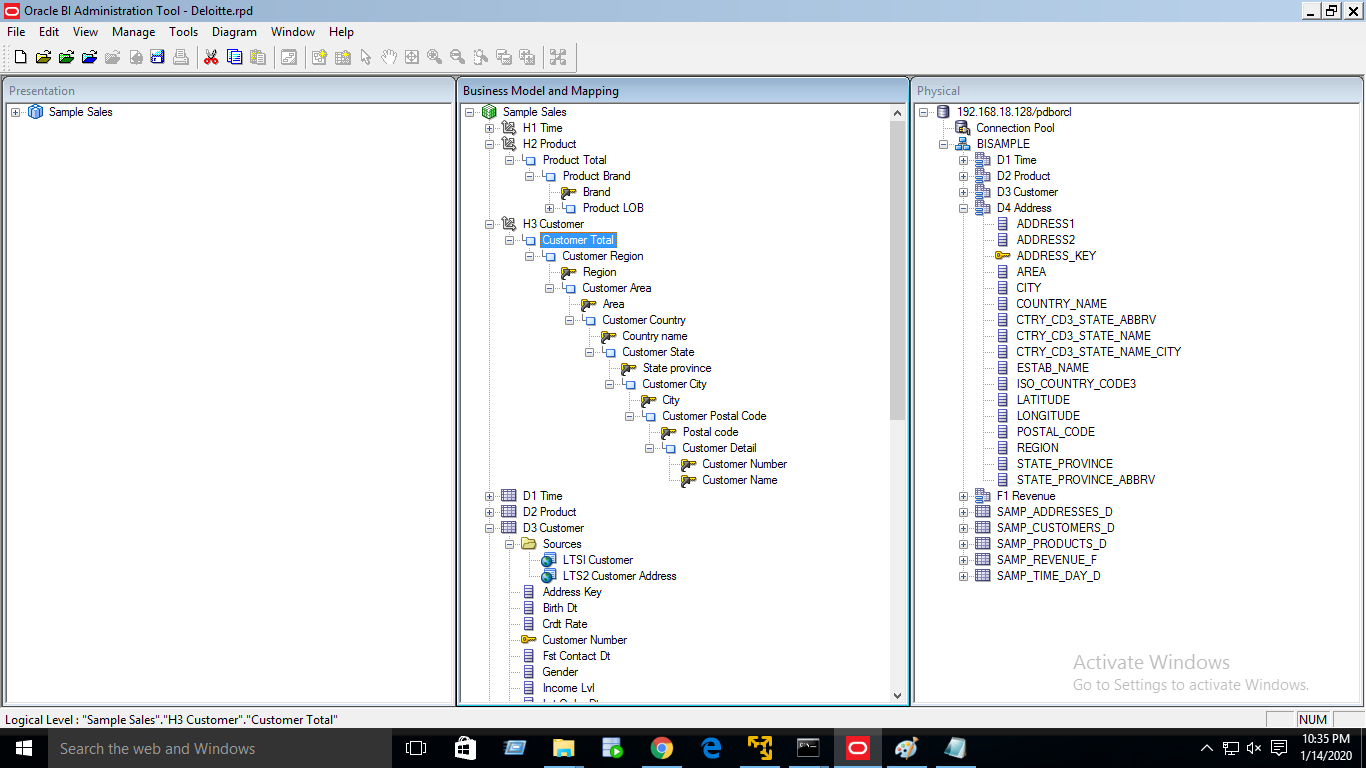 Oracle BI Administration Tool - Deloitte.rpd
File Edit View Manage Tools Diagram Window Help
Presentation
Sample Sales
Business Model and Mapping
Sample Sales
H1 Time
H2 Product
Product Total
Product Brand
Brand
Product LOB
H3 Customer
Customer Total
Customer Region
Region
Customer Area
Area
Customer Country
Country name
Customer State
State province
Customer City
City
Customer Postal Code
Postal code
Customer Detail
Customer Number
Customer Name
D1 Time
D2 Product
D3 Customer
Sources
LTS1 Customer
LTS2 Customer Address
Address Key
Birth Dt
Crdt Rate
Customer Number
Fst Contact Dt
Gender
Income Lvl
Physical
192.168.18.128/pdborcl
Connection Pool
BISAMPLE
D1 Time
D2 Product
D3 Customer
D4 Address
ADDRESS1
ADDRESS2
ADDRESS_KEY
AREA
CITY
COUNTRY_NAME
CTRY_CD3_STATE_ABBRV
CTRY_CD3_STATE_NAME
CTRY_CD3_STATE_NAME_CITY
ESTAB_NAME
ISO_COUNTRY_CODE3
LATITUDE
LONGITUDE
POSTAL_CODE
REGION
STATE_PROVINCE
STATE_PROVINCE_ABBRV
F1 Revenue
SAMP_ADDRESSES_D
SAMP_CUSTOMERS_D
SAMP_PRODUCTS_D
SAMP_REVENUE_F
SAMP_TIME_DAY_D
Activate Windows
Go to Settings to activate Windows.
Logical Level : "Sample Sales"."H3 Customer"."Customer Total"
NUM
Search the web and Windows
10:35 PM
1/14/2020